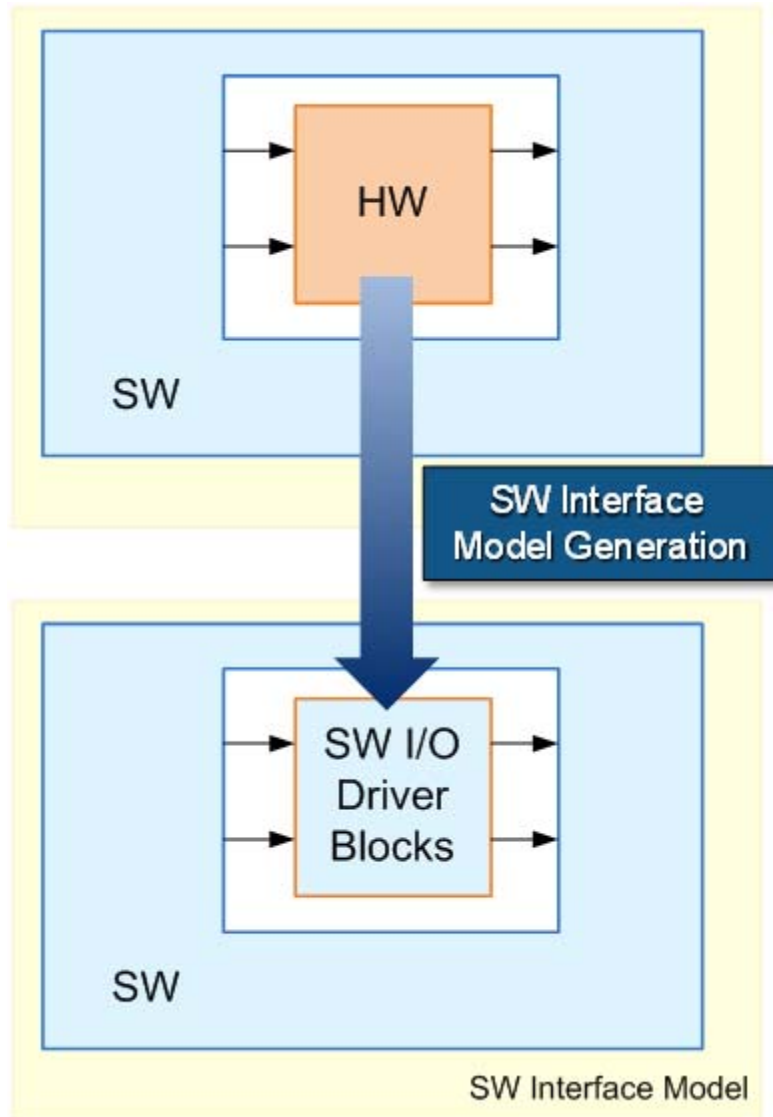 HW
SW
SW Interface
Model Generation
SW I/O
Driver
Blocks
SW
SW Interface Model